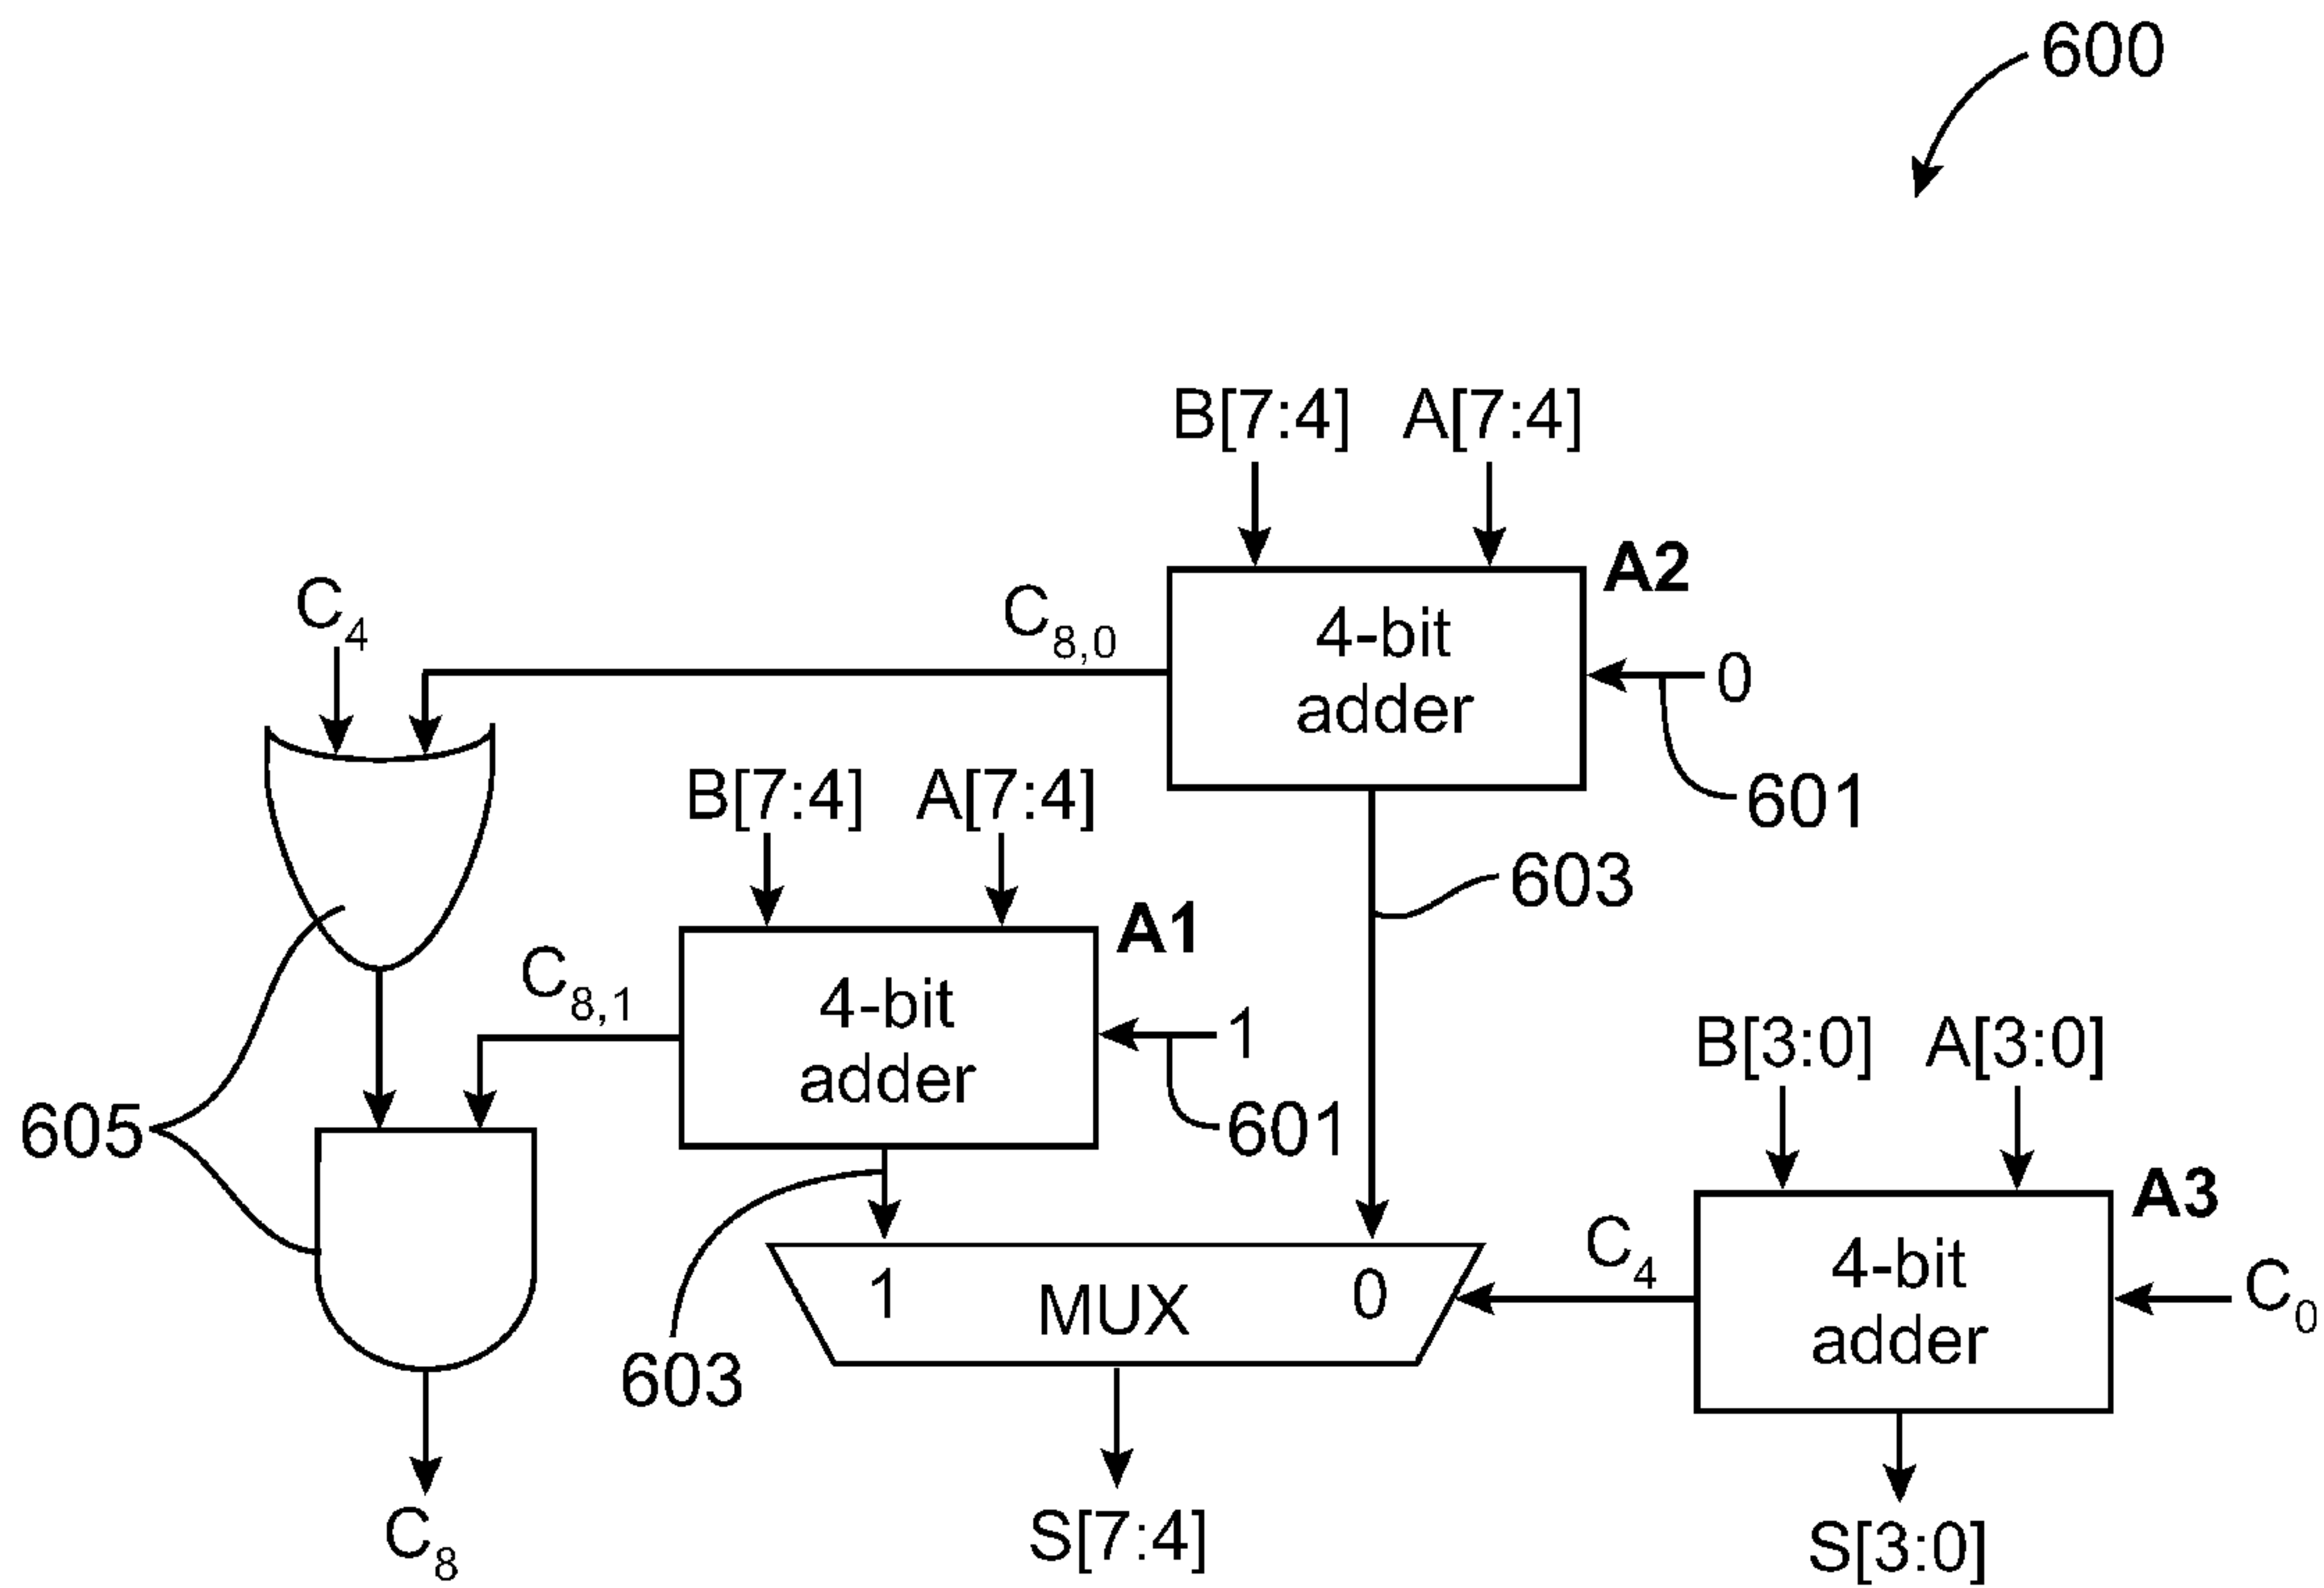 600
B[7:4] A[7:4]
A2
C4
C8,0
4-bit
adder
0
601
B[7:4] A[7:4]
603
A1
C8,1
4-bit
adder
1
601
B[3:0] A[3:0]
605
A3
C4
4-bit
adder
C0
1 MUX 0
603
C8
S[7:4]
S[3:0]